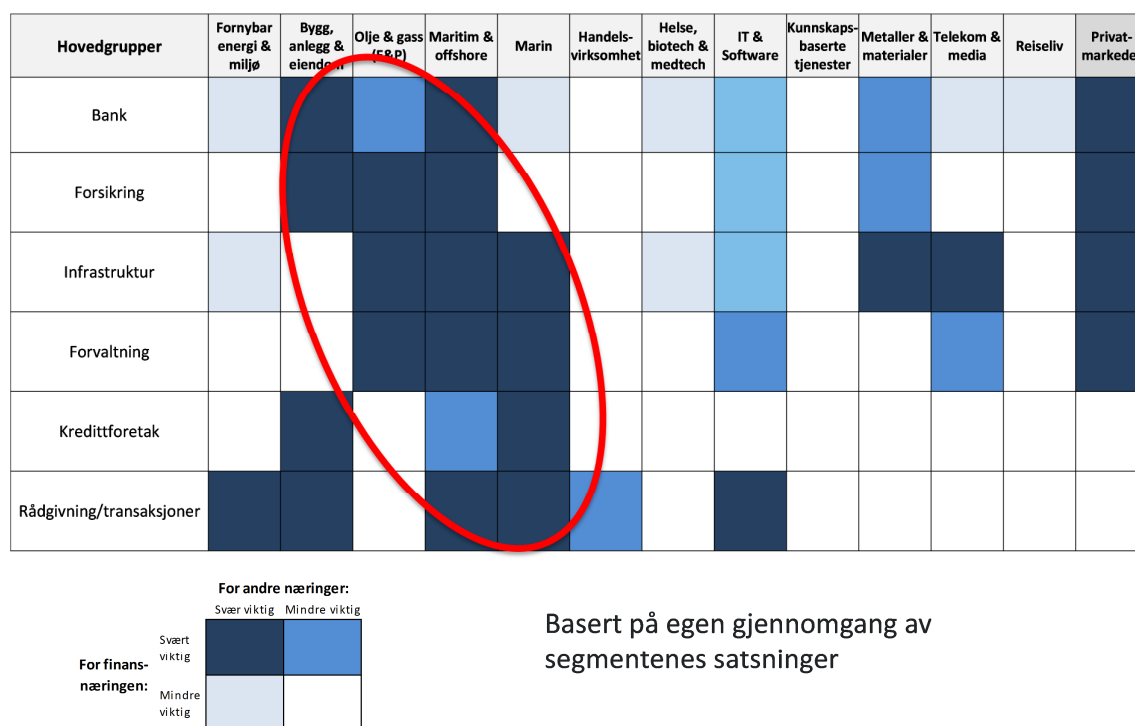 Hovedgrupper
Fornybar
energi &
miljø
Bygg,
anlegg &
eiendom
Olje & gass
(E&P)
Maritim &
offshore
Marin
Handels-
virksomhet
Helse,
biotech &
medtech
IT &
Software
Kunnskaps-
baserte
tjenester
Metaller &
materialer
Telekom &
media
Reiseliv
Privat-
markede
Bank
Forsikring
Infrastruktur
Forvaltning
Kredittforetak
Rådgivning/transaksjoner
For andre næringer:
Svær viktig Mindre viktig
Svært
viktig
For finans-
næringen:
Mindre
viktig
Basert på egen gjennomgang av
segmentenes satsninger